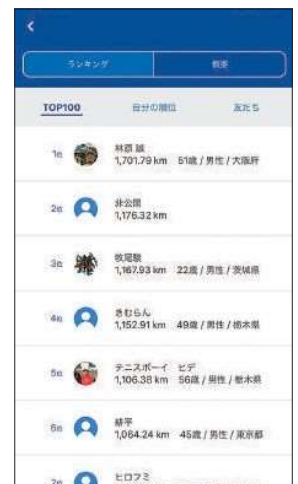 ランキング 概要
TOP100 自分の順位 友だち
1位 林原 誠
1,701.79 km 51歳 / 男性 / 大阪府
2位 非公開
1,176.32 km
3位 牧尾駿
1,167.93 km 22歳 / 男性 / 茨城県
4位 きむらん
1,152.91 km 49歳 / 男性 / 栃木県
5位 テニスボーイ ヒデ
1,106.38 km 56歳 / 男性 / 栃木県
6位 耕平
1,064.24 km 45歳 / 男性 / 東京都
ヒロフミ